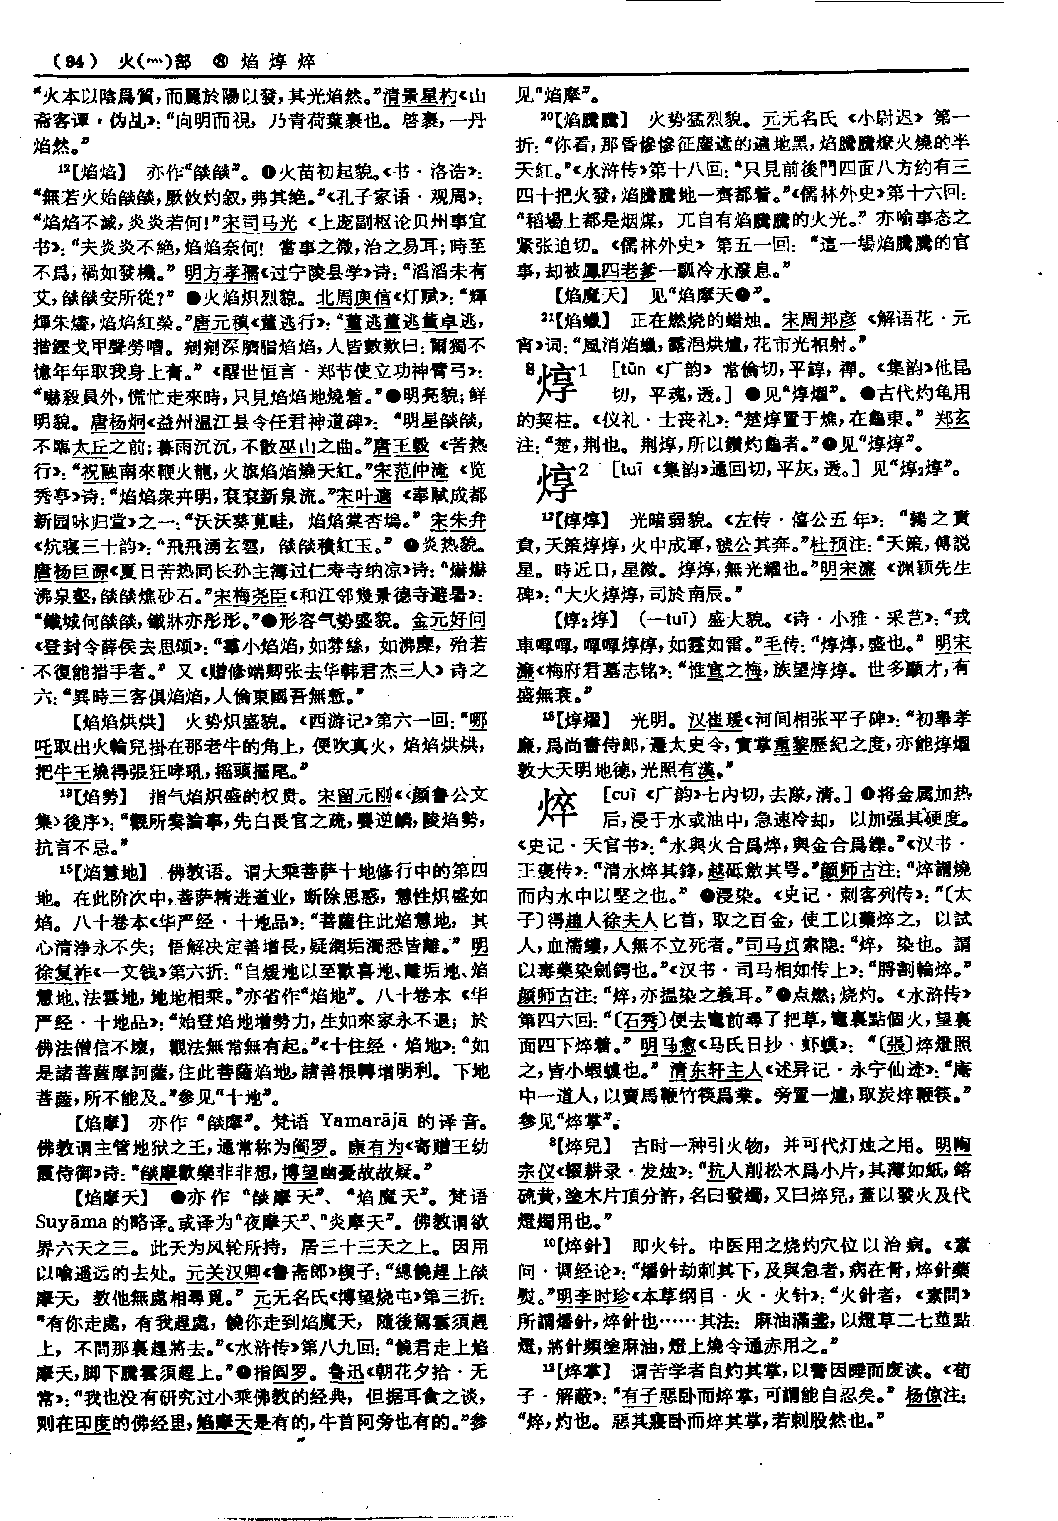 (94) 火(灬)部 ⑧ 焰焞焠
“火本以陰爲質,而麗於陽以發,其光焰然。”清景星杓《山
斋客谭·伪乩》:“向明而視,乃青荷葉裹也。啓裹,一丹
焰然。”
12【焰焰】 亦作“燄燄”。❶火苗初起貌。《书·洛诰》:
“無若火始燄燄,厥攸灼叙,弗其絶。”《孔子家语·观周》:
“焰焰不滅,炎炎若何!”宋司马光《上庞副枢论贝州事宜
书》:“夫炎炎不絶,焰焰奈何! 當事之微,治之易耳;時至
不爲,禍如發機。”明方孝孺《过宁陵县学》诗:“滔滔未有
艾,燄燄安所從?”❷火焰炽烈貌。北周庾信《灯赋》:“輝
輝朱燼,焰焰紅榮。”唐元稹《董逃行》:“董逃董逃董卓逃,
揩鏗戈甲聲勞嘈。剜剜深臍脂焰焰,人皆數歎曰:爾獨不
憶年年取我身上膏。”《醒世恒言·郑节使立功神臂弓》:
“嚇殺員外,慌忙走來時,只見焰焰地燒着。”❸明亮貌;鲜
明貌。唐杨炯《益州温江县令任君神道碑》:“明星燄燄,
不臨太丘之前;暮雨沉沉,不散巫山之曲。”唐王毂《苦热
行》:“祝融南來鞭火龍,火旗焰焰燒天紅。”宋范仲淹《览
秀亭》诗:“焰焰衆卉明,衮衮新泉流。”宋叶適《奉赋成都
新园咏归堂》之一:“沃沃葵莧畦,焰焰棠杏塢。”宋朱弁
《炕寝三十韵》:“飛飛湧玄雲,燄燄積紅玉。”❹炎热貌。
唐杨巨源《夏日苦热同长孙主簿过仁寿寺纳凉》诗:“爀爀
沸泉壑,燄燄燋砂石。”宋梅尧臣《和江邻幾景德寺避暑》:
“鐵城何燄燄,鐵牀亦彤彤。”❺形容气势盛貌。金元好问
《登封令薛侯去思颂》:“羣小焰焰,如棼絲,如沸糜,殆若
不復能措手者。”又《赠修端卿张去华韩君杰三人》诗之
六:“異時三客俱焰焰,人倫東國吾無慙。”
【焰焰烘烘】 火势炽盛貌。《西游记》第六一回:“哪
吒取出火輪兒掛在那老牛的角上,便吹真火,焰焰烘烘,
把牛王燒得張狂哮吼,摇頭擺尾。”
13【焰勢】 指气焰炽盛的权贵。宋留元刚《〈颜鲁公文
集〉後序》:“觀所奏論事,先白長官之疏,嬰逆鱗,陵焰勢,
抗言不忌。”
15【焰慧地】 佛教语。谓大乘菩萨十地修行中的第四
地。在此阶次中,菩萨精进道业,断除思惑,慧性炽盛如
焰。八十卷本《华严经·十地品》:“菩薩住此焰慧地,其
心清净永不失;悟解决定善增長,疑網垢濁悉皆離。”明
徐复祚《一文钱》第六折:“自煖地以至歡喜地、離垢地、焰
慧地、法雲地,地地相乘。”亦省作“焰地”。八十卷本《华
严经·十地品》:“始登焰地增勢力,生如來家永不退;於
佛法僧信不壞,觀法無常無有起。”《十住经·焰地》:“如
是諸菩薩摩訶薩,住此菩薩焰地,諸善根轉增明利。下地
菩薩,所不能及。”参见“十地”。
【焰摩】 亦作“燄摩”。梵语 Yamarājā 的译音。
佛教谓主管地狱之王,通常称为阎罗。康有为《寄赠王幼
霞侍御》诗:“燄摩歡樂非非想,博望幽憂故故疑。”
【焰摩天】 ❶亦作“燄摩天”、“焰魔天”。梵语
Suyāma 的略译。或译为“夜摩天”、“炎摩天”。佛教谓欲
界六天之三。此天为风轮所持,居三十三天之上。因用
以喻遥远的去处。元关汉卿《鲁斋郎》楔子:“總饒趕上燄
摩天,教他無處相尋覓。”元无名氏《博望烧屯》第三折:
“有你走處,有我趕處,饒你走到焰魔天,隨後駕雲須趕
上,不問那裏趕將去。”《水浒传》第八九回:“饒君走上焰
摩天,脚下騰雲須趕上。”❷指阎罗。鲁迅《朝花夕拾·无
常》:“我也没有研究过小乘佛教的经典,但据耳食之谈,
则在印度的佛经里,焰摩天是有的,牛首阿旁也有的。”参
见“焰摩”。
20【焰騰騰】 火势猛烈貌。元无名氏《小尉迟》第一
折:“你看,那昏慘慘征塵遮的遍地黑,焰騰騰燎火燒的半
天紅。”《水浒传》第十八回:“只見前後門四面八方約有三
四十把火發,焰騰騰地一齊都着。”《儒林外史》第十六回:
“稻場上都是烟煤,兀自有焰騰騰的火光。”亦喻事态之
紧张迫切。《儒林外史》第五一回:“這一場焰騰騰的官
事,却被鳳四老爹一瓢冷水潑息。”
【焰魔天】 见“焰摩天❶”。
21【焰蠟】 正在燃烧的蜡烛。宋周邦彦《解语花·元
宵》词:“風消焰蠟,露浥烘爐,花市光相射。”
8焞1 [tūn 《广韵》常倫切,平諄,禪。《集韵》他昆
切,平魂,透。]❶见“焞燿”。❷古代灼龟用
的契柱。《仪礼·士丧礼》:“楚焞置于燋,在龜東。”郑玄
注:“楚,荆也。荆焞,所以鑽灼龜者。”❸见“焞焞”。
焞2 [tuī 《集韵》通回切,平灰,透。]见“焞2焞”。
12【焞焞】 光暗弱貌。《左传·僖公五年》:“鶉之賁
賁,天策焞焞,火中成軍,虢公其奔。”杜预注:“天策,傅説
星。時近日,星微。焞焞,無光耀也。”明宋濂《渊颖先生
碑》:“大火焞焞,司於南辰。”
【焞2焞】 (—tuī) 盛大貌。《诗·小雅·采芑》:“戎
車嘽嘽,嘽嘽焞焞,如霆如雷。”毛传:“焞焞,盛也。”明宋
濂《梅府君墓志铭》:“惟宣之梅,族望焞焞。世多顯才,有
盛無衰。”
18【焞燿】 光明。汉崔瑗《河间相张平子碑》:“初舉孝
廉,爲尚書侍郎,遷太史令,實掌重黎歷紀之度,亦能焞燿
敦大天明地德,光照有漢。”
焠 [cuì 《广韵》七内切,去隊,清。]❶将金属加热
后,浸于水或油中,急速冷却,以加强其硬度。
《史记·天官书》:“水與火合爲焠,與金合爲鑠。”《汉书·
王褒传》:“清水焠其鋒,越砥斂其咢。”颜师古注:“焠謂燒
而内水中以堅之也。”❷浸染。《史记·刺客列传》:“〔太
子〕得趙人徐夫人匕首,取之百金,使工以藥焠之,以試
人,血濡縷,人無不立死者。”司马贞索隐:“焠,染也。謂
以毒藥染劍鍔也。”《汉书·司马相如传上》:“脟割輪焠。”
颜师古注:“焠,亦揾染之義耳。”❸点燃;烧灼。《水浒传》
第四六回:“〔石秀〕便去竈前尋了把草,竈裏點個火,望裏
面四下焠着。”明马愈《马氏日抄·虾蟆》:“〔張〕焠燈照
之,皆小蝦蟆也。”清东轩主人《述异记·永宁仙迹》:“庵
中一道人,以賣馬鞭竹筷爲業。旁置一爐,取炭焠鞭筷。”
参见“焠掌”。
8【焠兒】 古时一种引火物,并可代灯烛之用。明陶
宗仪《辍耕录·发烛》:“杭人削松木爲小片,其薄如紙,鎔
硫黄,塗木片頂分許,名曰發燭,又曰焠兒,蓋以發火及代
燈燭用也。”
10【焠針】 即火针。中医用之烧灼穴位以治病。《素
问·调经论》:“燔針劫刺其下,及與急者,病在骨,焠針藥
熨。”明李时珍《本草纲目·火·火针》:“火針者,《素問》
所謂燔針,焠針也……其法:麻油滿盞,以燈草二七莖點
燈,將針頻塗麻油,燈上燒令通赤用之。”
12【焠掌】 谓苦学者自灼其掌,以警因睡而废读。《荀
子·解蔽》:“有子惡卧而焠掌,可謂能自忍矣。”杨倞注:
“焠,灼也。惡其寢卧而焠其掌,若刺股然也。”